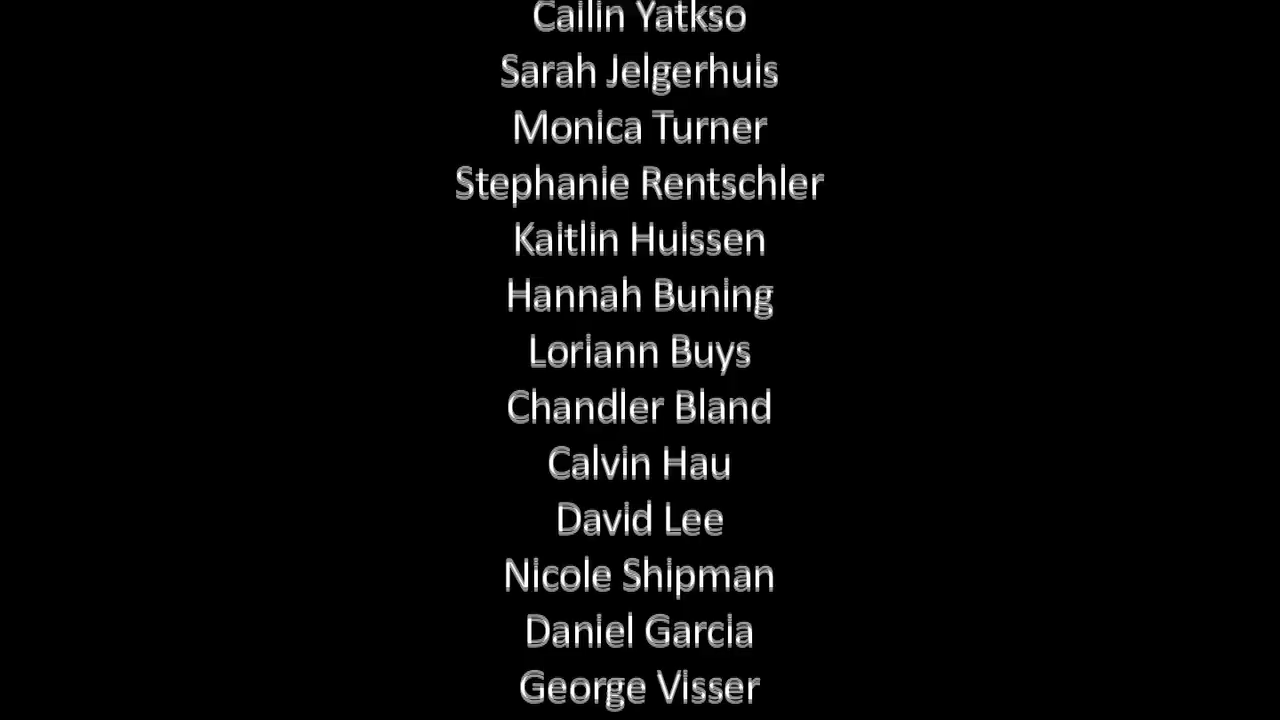 Cailin Yatkso
Sarah Jelgerhuis
Monica Turner
Stephanie Rentschler
Kaitlin Huissen
Hannah Buning
Loriann Buys
Chandler Bland
Calvin Hau
David Lee
Nicole Shipman
Daniel Garcia
George Visser